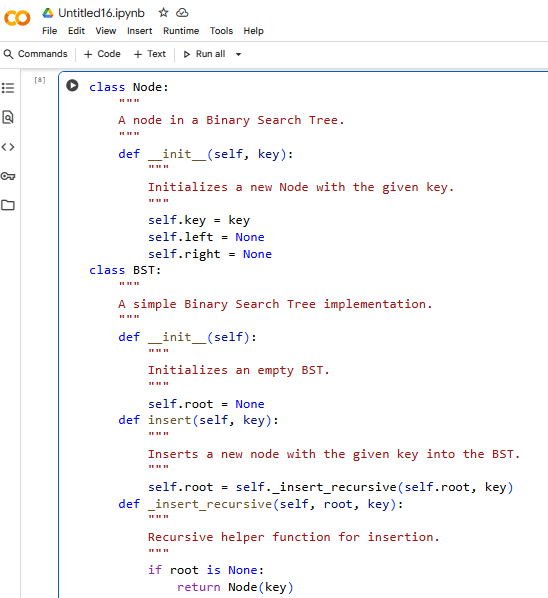 Untitled16.ipynb
File Edit View Insert Runtime Tools Help
Commands + Code + Text Run all
[8]
class Node:
    """
    A node in a Binary Search Tree.
    """
    def __init__(self, key):
        """
        Initializes a new Node with the given key.
        """
        self.key = key
        self.left = None
        self.right = None
class BST:
    """
    A simple Binary Search Tree implementation.
    """
    def __init__(self):
        """
        Initializes an empty BST.
        """
        self.root = None
    def insert(self, key):
        """
        Inserts a new node with the given key into the BST.
        """
        self.root = self._insert_recursive(self.root, key)
    def _insert_recursive(self, root, key):
        """
        Recursive helper function for insertion.
        """
        if root is None:
            return Node(key)